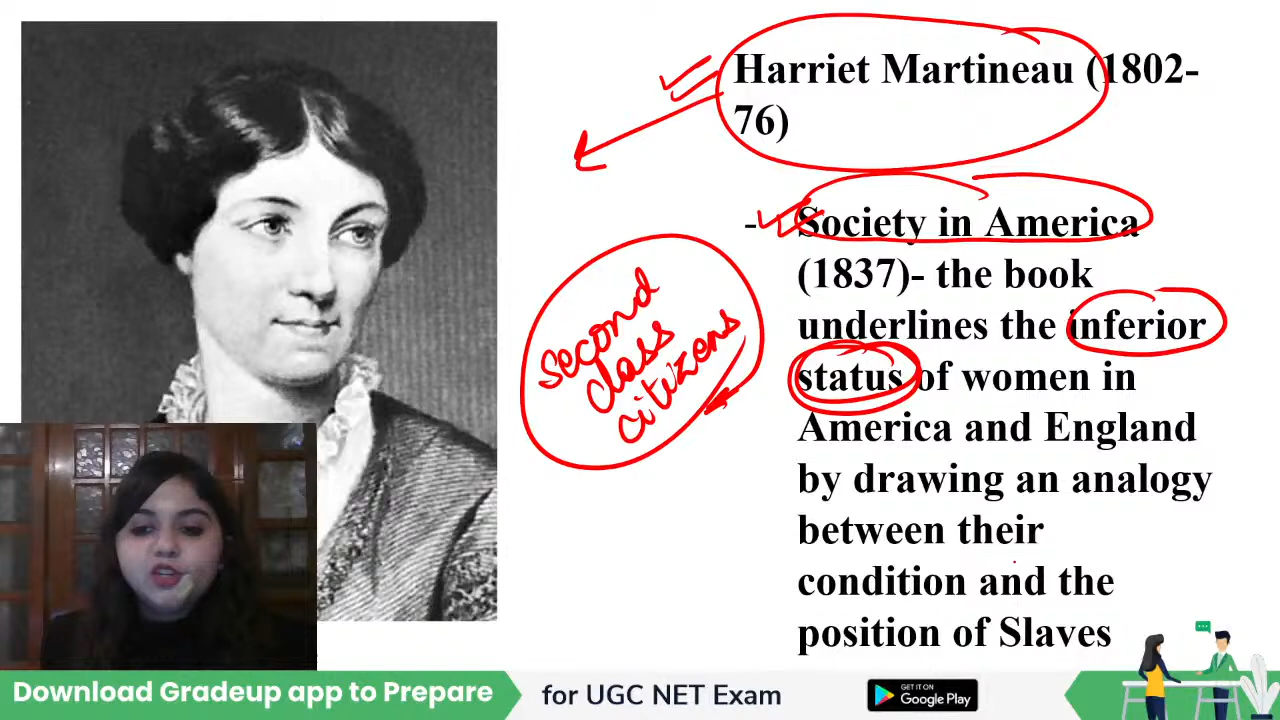 Harriet Martineau (1802-
76)
- Society in America
(1837)- the book
underlines the inferior
status of women in
America and England
by drawing an analogy
between their
condition and the
position of Slaves
second
class
citizens
Download Gradeup app to Prepare
for UGC NET Exam
GET IT ON
Google Play